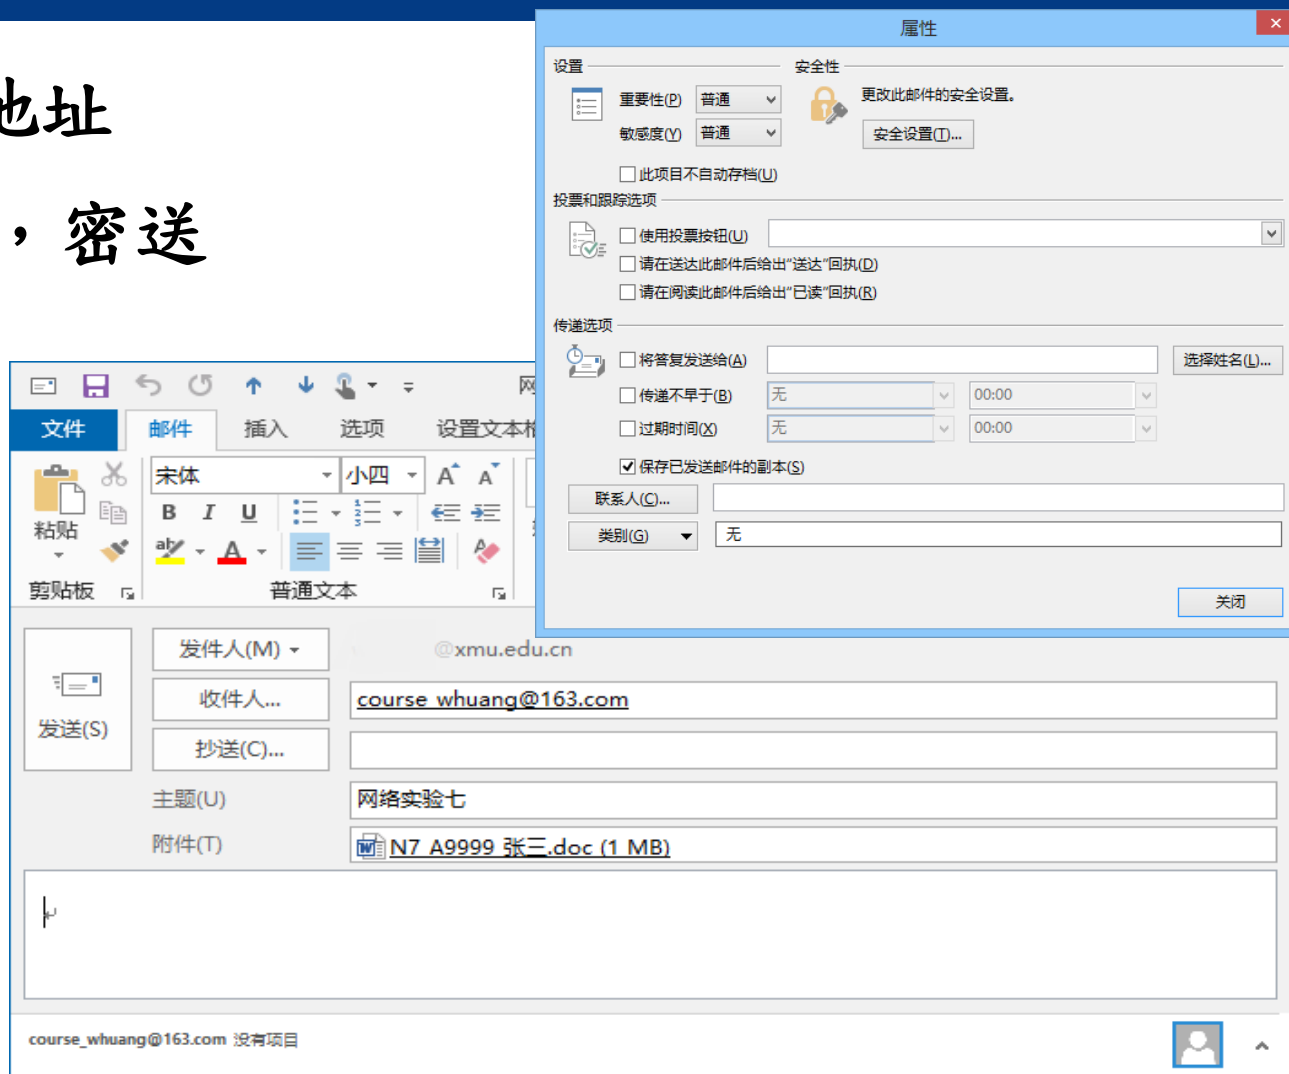 地址
，密送
属性
设置
安全性
重要性(P) 普通
更改此邮件的安全设置。
敏感度(Y) 普通
安全设置(T)...
此项目不自动存档(U)
投票和跟踪选项
使用投票按钮(U)
请在送达此邮件后给出“送达”回执(D)
请在阅读此邮件后给出“已读”回执(R)
传递选项
将答复发送给(A)
选择姓名(L)...
传递不早于(B) 无 00:00
过期时间(X) 无 00:00
保存已发送邮件的副本(S)
联系人(C)...
类别(G) 无
关闭
文件 邮件 插入 选项 设置文本
宋体 小四 A A
B I U
粘贴
aby A
剪贴板 普通文本
发件人(M) @xmu.edu.cn
收件人... course_whuang@163.com
发送(S)
抄送(C)...
主题(U) 网络实验七
附件(T) N7_A9999_张三.doc (1 MB)
course_whuang@163.com 没有项目